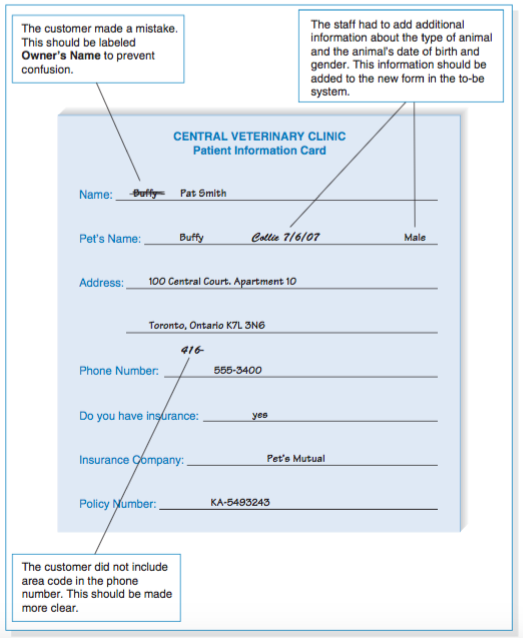 The customer made a mistake.
This should be labeled
Owner's Name to prevent
confusion.
The staff had to add additional
information about the type of animal
and the animal's date of birth and
gender. This information should be
added to the new form in the to-be
system.
CENTRAL VETERINARY CLINIC
Patient Information Card
Name: Buffy Pat Smith
Pet's Name: Buffy Collie 7/6/07 Male
Address: 100 Central Court. Apartment 10
Toronto, Ontario K7L 3N6
416-
Phone Number: 555-3400
Do you have insurance: yes
Insurance Company: Pet's Mutual
Policy Number: KA-5493243
The customer did not include
area code in the phone
number. This should be made
more clear.